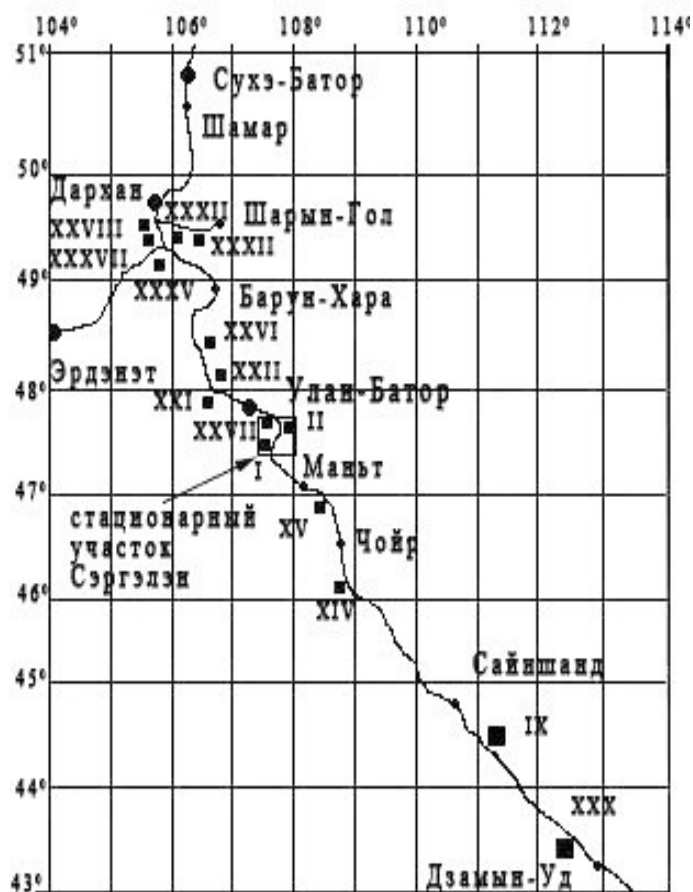 104° 106° 108° 110° 112° 114°
51°
Сухэ-Батор
Шамар
50°
Дархан
XXXII
Шарын-Гол
XXVIII
XXXII
XXXVII
49°
XXXV
Барун-Хара
XXVI
Эрдэнэт
XXII
48°
Улан-Батор
XXI
XXVII
II
I
Маньт
47°
стационарный
участок
Сэргэлэн
XV
Чойр
46°
XIV
45°
Сайншанд
IX
44°
XXX
Дзамын-Уд
43°